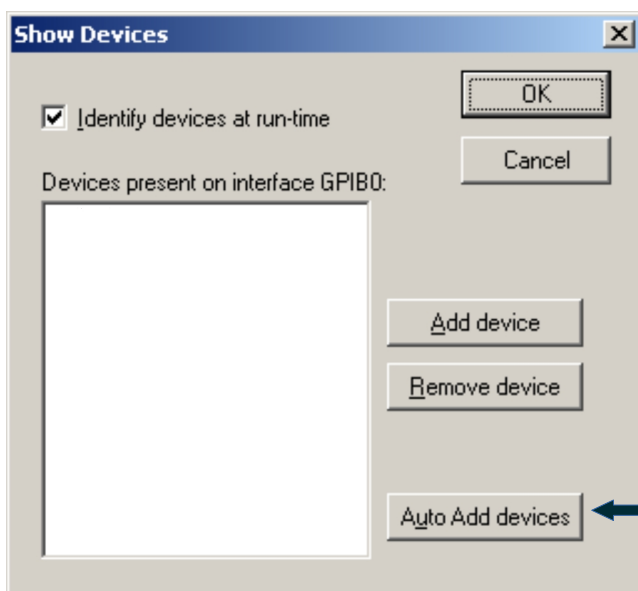 Show Devices
OK
Identify devices at run-time
Cancel
Devices present on interface GPIB0:
Add device
Remove device
Auto Add devices